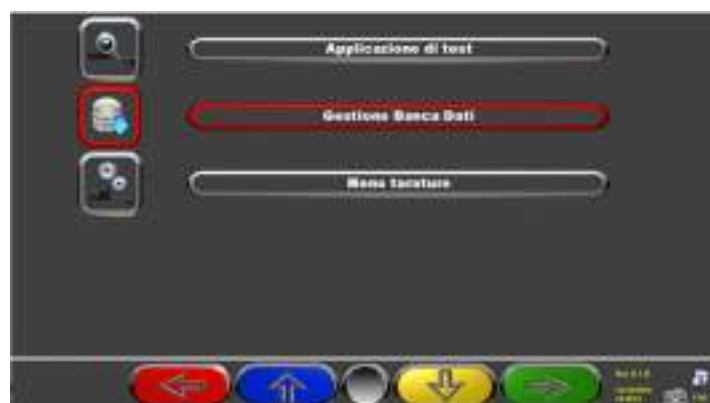 Applicazione di test
Gestione Banca Dati
Menu tarature